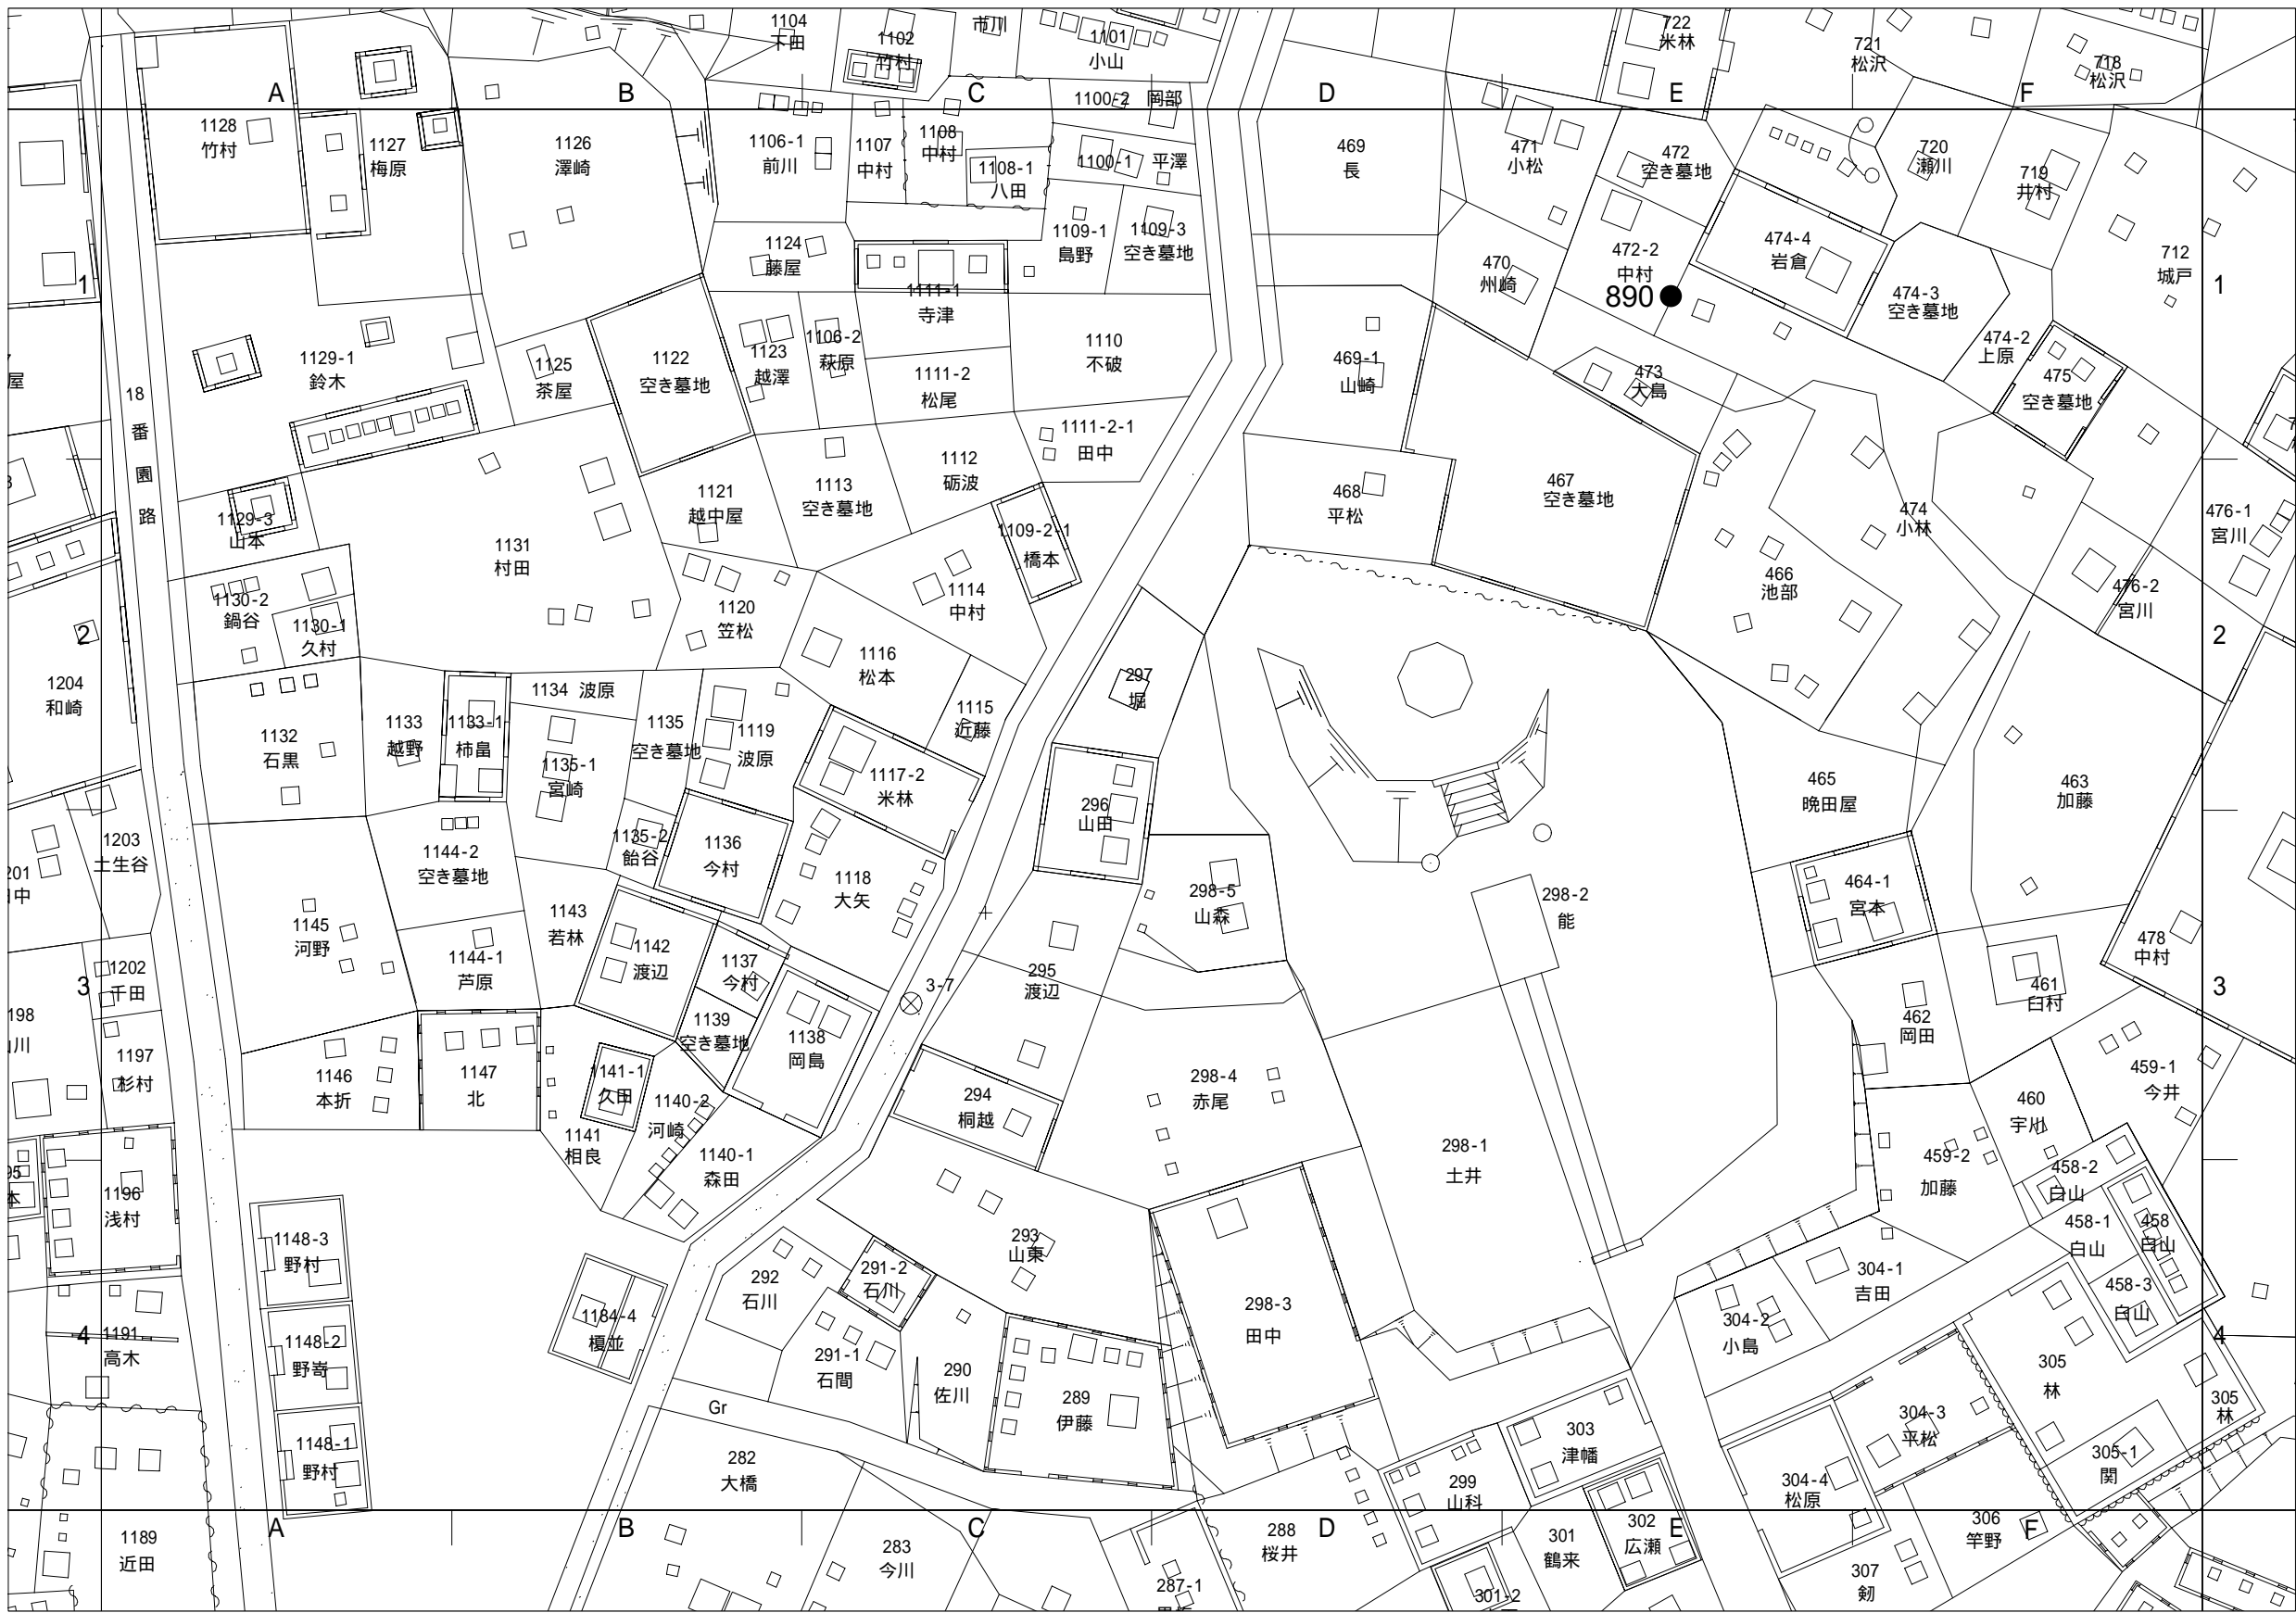 1104
下田
1102
竹村
市川
1101
小山
722
米林
721
松沢
718
松沢
A
B
C
D
E
F
1128
竹村
1127
梅原
1126
澤崎
1106-1
前川
1107
中村
1108
中村
1108-1
八田
1100-2 岡部
1100-1 平澤
469
長
471
小松
472
空き墓地
720
瀬川
719
井村
1124
藤屋
1109-1
島野
1109-3
空き墓地
470
州崎
472-2
中村
890
474-4
岩倉
474-3
空き墓地
712
城戸
1
1
1111-1
寺津
1129-1
鈴木
1125
茶屋
1122
空き墓地
1123
越澤
1106-2
萩原
1111-2
松尾
1110
不破
469-1
山崎
473
大島
474-2
上原
475
空き墓地
屋
18
番
園
路
1111-2-1
田中
1112
砺波
1113
空き墓地
1121
越中屋
468
平松
467
空き墓地
474
小林
476-1
宮川
1129-3
山本
1131
村田
1109-2-1
橋本
1114
中村
466
池部
476-2
宮川
1130-2
鍋谷
1130-1
久村
1120
笠松
1116
松本
2
2
1204
和崎
1134 波原
297
堀
1132
石黒
1133
越野
1133-1
柿畠
1135
空き墓地
1119
波原
1115
近藤
1135-1
宮崎
1117-2
米林
296
山田
465
晩田屋
463
加藤
1203
土生谷
1144-2
空き墓地
1135-2
飴谷
1136
今村
1118
大矢
298-5
山森
298-2
能
464-1
宮本
201
中
1145
河野
1143
若林
1142
渡辺
1137
今村
1144-1
芦原
295
渡辺
478
中村
1202
千田
3
3
3-7
461
臼村
462
岡田
198
川
1139
空き墓地
1138
岡島
1197
杉村
1146
本折
1147
北
1141-1
久田
1140-2
河崎
294
桐越
298-4
赤尾
459-1
今井
460
宇川
1141
相良
1140-1
森田
298-1
土井
459-2
加藤
458-2
白山
1196
浅村
458-1
白山
458
白山
1148-3
野村
293
山東
292
石川
291-2
石川
304-1
吉田
458-3
白山
1184-4
榎並
298-3
田中
304-2
小島
4
4
1191
高木
1148-2
野嵜
291-1
石間
290
佐川
289
伊藤
305
林
305
林
Gr
303
津幡
304-3
平松
1148-1
野村
282
大橋
299
山科
304-4
松原
305-1
関
A
B
C
D
E
F
1189
近田
283
今川
288
桜井
301
鶴来
302
広瀬
306
竿野
307
剱
287-1
301-2